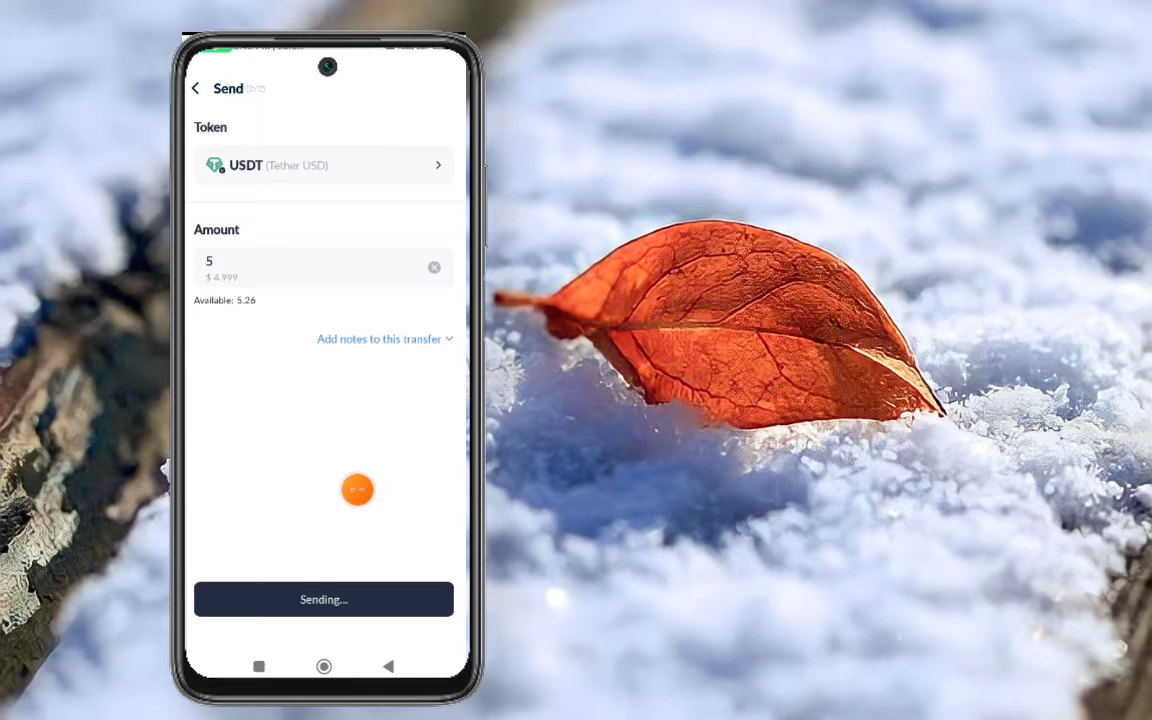 Send (2/2)
Token
USDT (Tether USD)
Amount
5
$ 4.999
Available: 5.26
Add notes to this transfer
Sending...